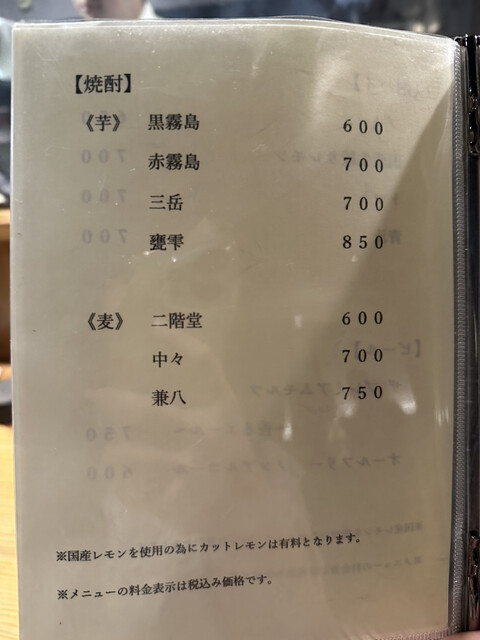 【焼酎】
《芋》 黒霧島 600
赤霧島 700
三岳 700
甕雫 850
《麦》 二階堂 600
中々 700
兼八 750
※国産レモンを使用の為にカットレモンは有料となります。
※メニューの料金表示は税込み価格です。